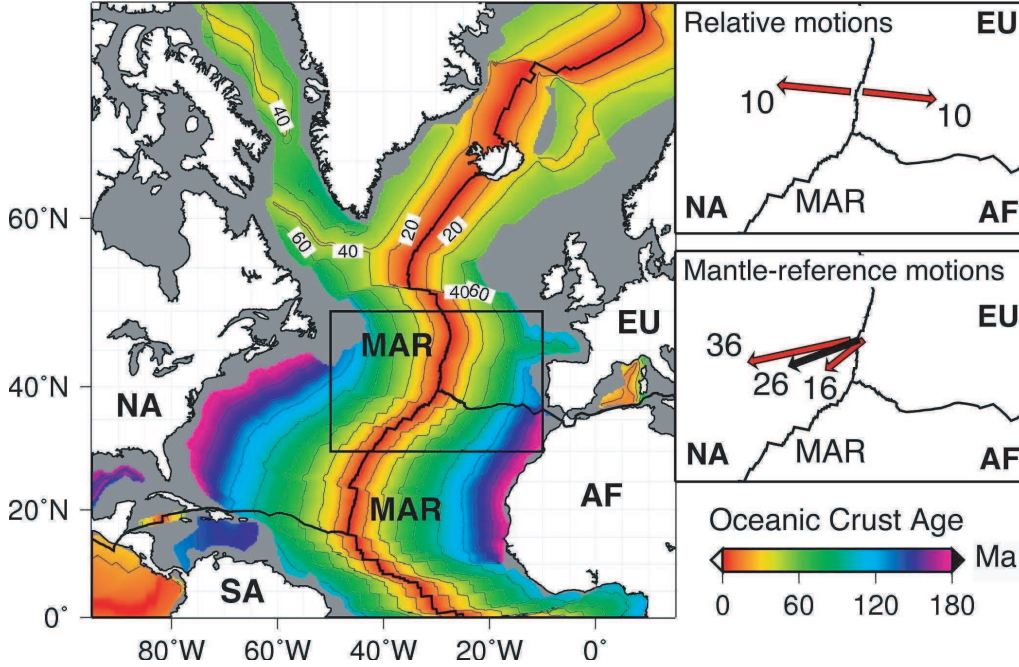 Relative motions
EU
10
10
NA
MAR
AF
Mantle-reference motions
EU
36
26
16
NA
MAR
AF
Oceanic Crust Age
Ma
0
60
120
180
60˚N
40˚N
20˚N
0˚
80˚W
60˚W
40˚W
20˚W
0˚
40
60
40
20
20
40
60
MAR
EU
NA
MAR
AF
SA